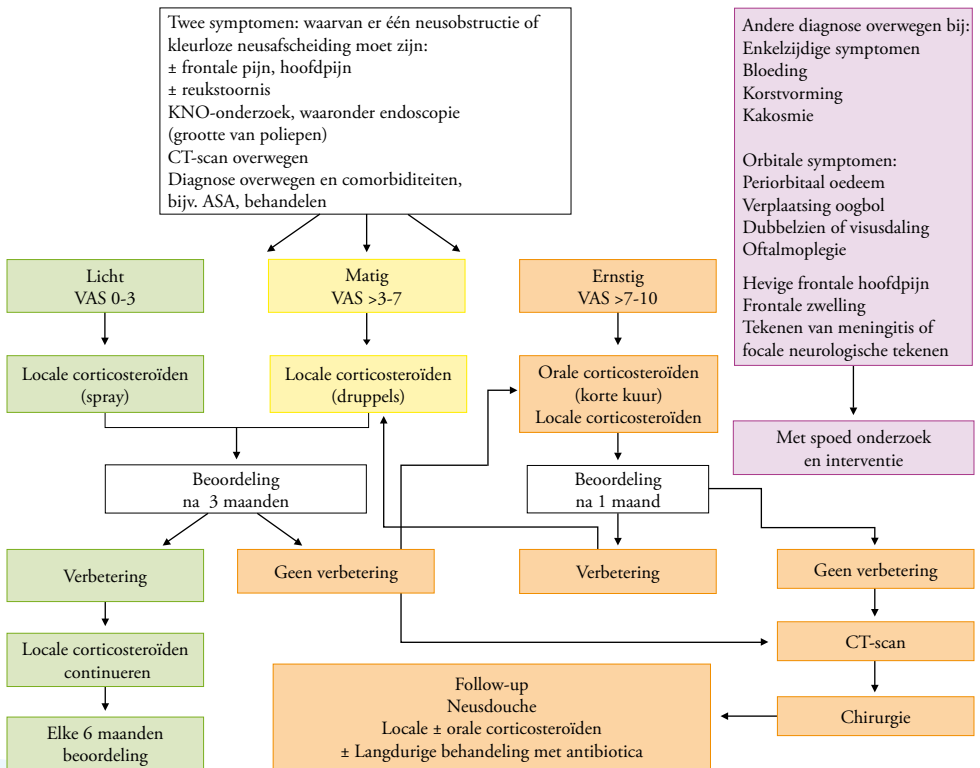 Twee symptomen: waarvan er één neusobstructie of
kleurloze neusafscheiding moet zijn:
± frontale pijn, hoofdpijn
± reukstoornis
KNO-onderzoek, waaronder endoscopie
(grootte van poliepen)
CT-scan overwegen
Diagnose overwegen en comorbiditeiten,
bijv. ASA, behandelen
Andere diagnose overwegen bij:
Enkelzijdige symptomen
Bloeding
Korstvorming
Kakosmie
Orbitale symptomen:
Periorbitaal oedeem
Verplaatsing oogbol
Dubbelzien of visusdaling
Oftalmoplegie
Hevige frontale hoofdpijn
Frontale zwelling
Tekenen van meningitis of
focale neurologische tekenen
Licht
VAS 0-3
Matig
VAS >3-7
Ernstig
VAS >7-10
Locale corticosteroïden
(spray)
Locale corticosteroïden
(druppels)
Orale corticosteroïden
(korte kuur)
Locale corticosteroïden
Met spoed onderzoek
en interventie
Beoordeling
na 3 maanden
Beoordeling
na 1 maand
Verbetering
Geen verbetering
Verbetering
Geen verbetering
Locale corticosteroïden
continueren
CT-scan
Follow-up
Neusdouche
Locale ± orale corticosteroïden
± Langdurige behandeling met antibiotica
Chirurgie
Elke 6 maanden
beoordeling